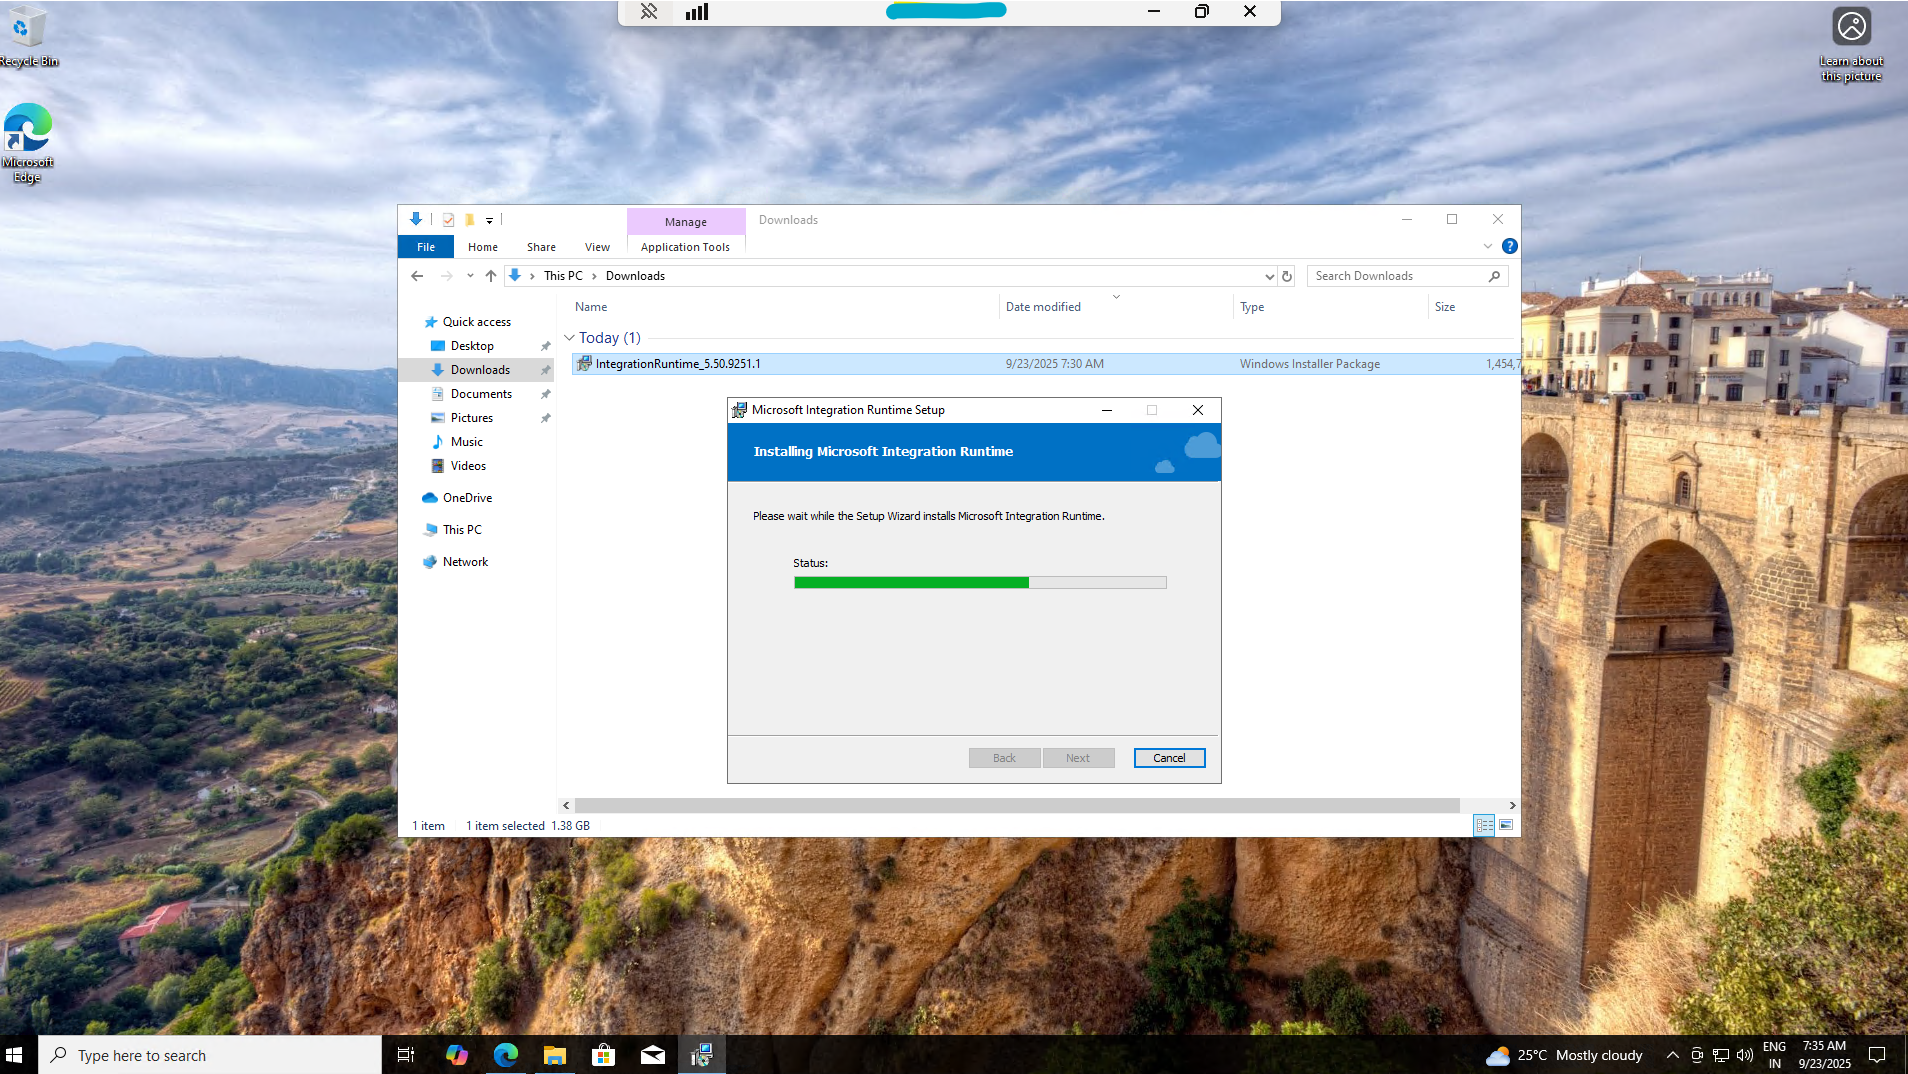 Recycle Bin
Learn about
this picture
Microsoft
Edge
Manage
Downloads
File
Home
Share
View
Application Tools
This PC
Downloads
Search Downloads
Name
Date modified
Type
Size
Quick access
Desktop
Downloads
Documents
Pictures
Music
Videos
OneDrive
This PC
Network
Today (1)
IntegrationRuntime_5.50.9251.1
9/23/2025 7:30 AM
Windows Installer Package
1,454,7
Microsoft Integration Runtime Setup
Installing Microsoft Integration Runtime
Please wait while the Setup Wizard installs Microsoft Integration Runtime.
Status:
Back
Next
Cancel
1 item
1 item selected 1.38 GB
Type here to search
25°C Mostly cloudy
ENG
IN
7:35 AM
9/23/2025